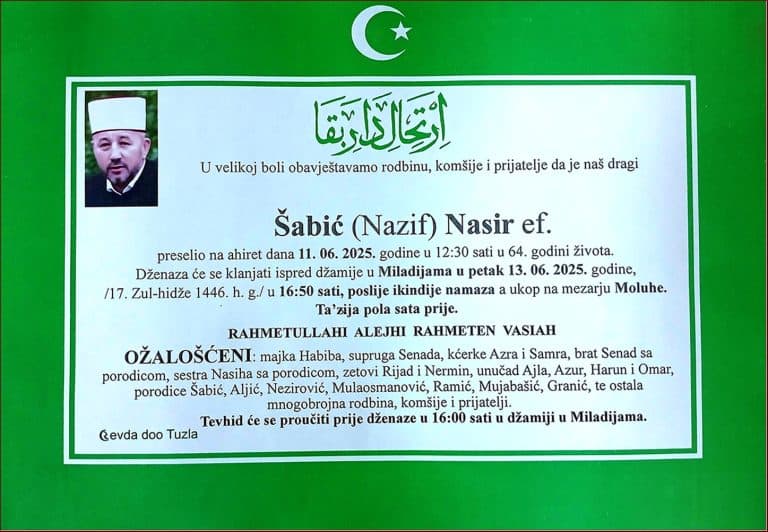 ارتحال دار بقا
U velikoj boli obavještavamo rodbinu, komšije i prijatelje da je naš dragi
Šabić (Nazif) Nasir ef.
preselio na ahiret dana 11. 06. 2025. godine u 12:30 sati u 64. godini života.
Dženaza će se klanjati ispred džamije u Miladijama u petak 13. 06. 2025. godine,
/17. Zul-hidže 1446. h. g./ u 16:50 sati, poslije ikindije namaza a ukop na mezarju Moluhe.
Ta’zija pola sata prije.
RAHMETULLAHI ALEJHI RAHMETEN VASIAH
OŽALOŠĆENI: majka Habiba, supruga Senada, kćerke Azra i Samra, brat Senad sa
porodicom, sestra Nasiha sa porodicom, zetovi Rijad i Nermin, unučad Ajla, Azur, Harun i Omar,
porodice Šabić, Aljić, Nezirović, Mulaosmanović, Ramić, Mujabašić, Granić, te ostala
mnogobrojna rodbina, komšije i prijatelji.
Tevhid će se proučiti prije dženaze u 16:00 sati u džamiji u Miladijama.
Gevda doo Tuzla